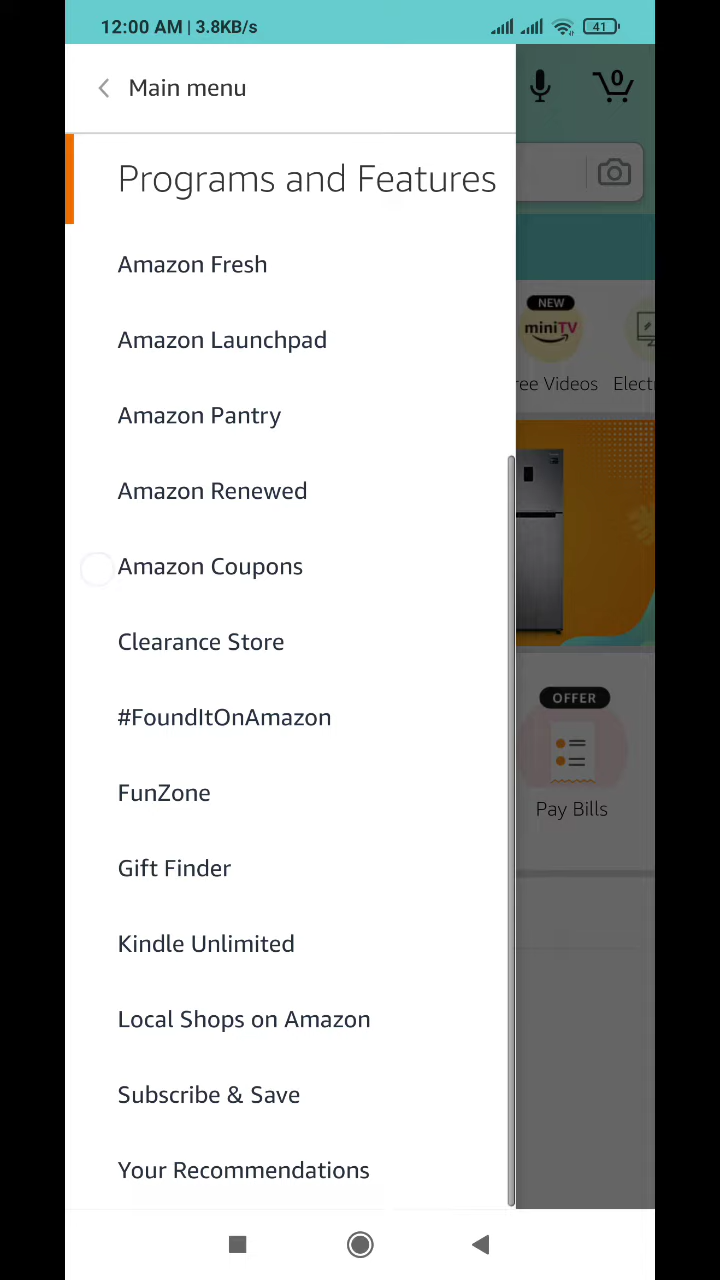 12:00 AM | 3.8KB/s
41
Main menu
0
Programs and Features
Amazon Fresh
Amazon Launchpad
Amazon Pantry
Amazon Renewed
Amazon Coupons
Clearance Store
#FoundItOnAmazon
FunZone
Gift Finder
Kindle Unlimited
Local Shops on Amazon
Subscribe & Save
Your Recommendations
NEW
miniTV
ree Videos
Elect
OFFER
Pay Bills